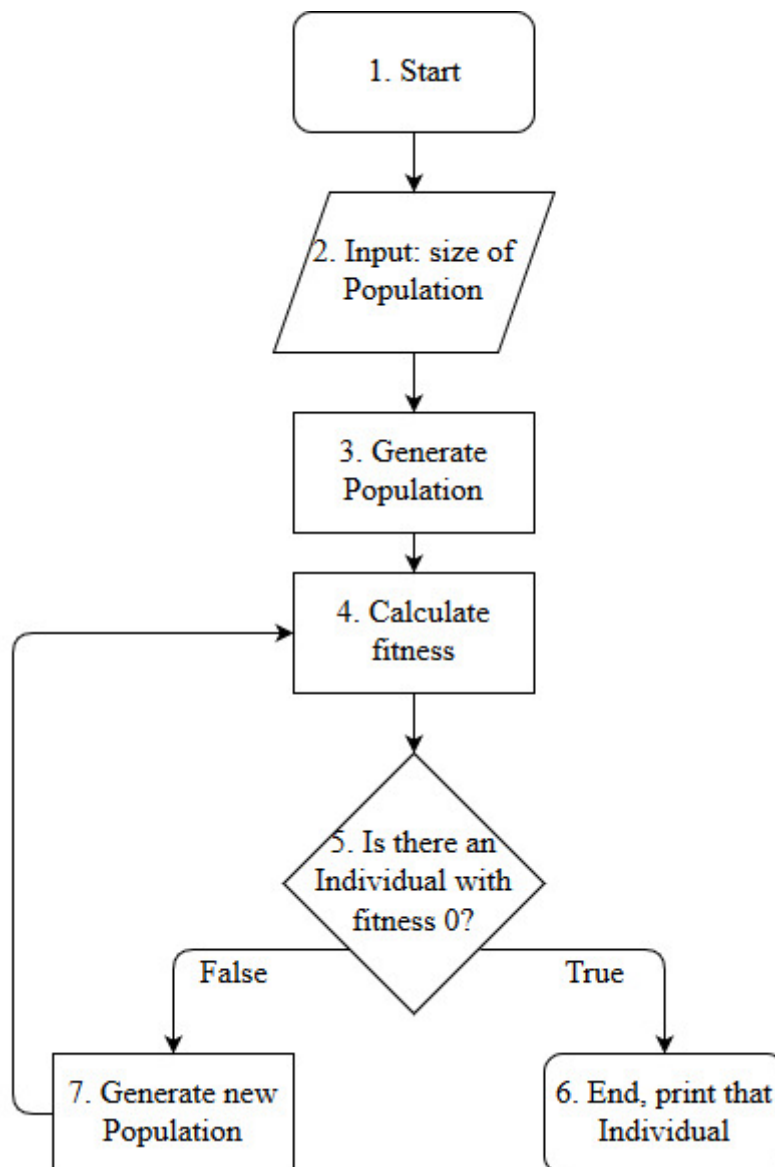 1. Start
2. Input: size of
Population
3. Generate
Population
4. Calculate
fitness
5. Is there an
Individual with
fitness 0?
False
True
7. Generate new
Population
6. End, print that
Individual